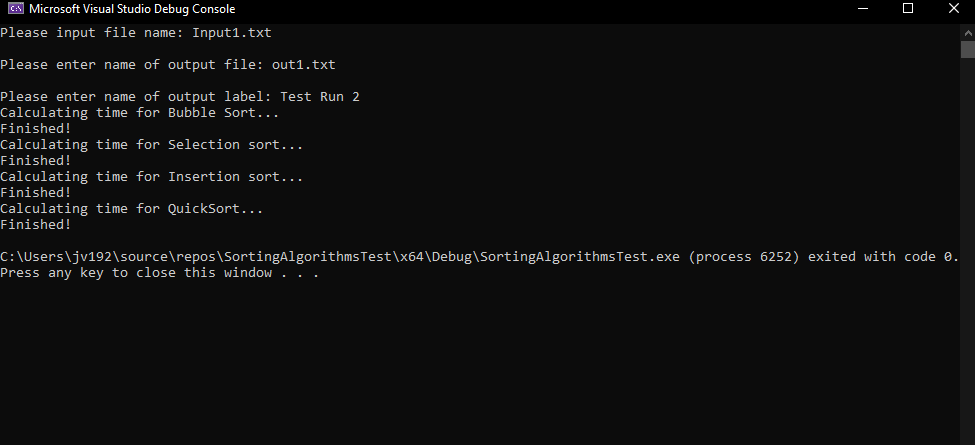 Microsoft Visual Studio Debug Console
Please input file name: Input1.txt
Please enter name of output file: out1.txt
Please enter name of output label: Test Run 2
Calculating time for Bubble Sort...
Finished!
Calculating time for Selection sort...
Finished!
Calculating time for Insertion sort...
Finished!
Calculating time for QuickSort...
Finished!
C:\Users\jv192\source\repos\SortingAlgorithmsTest\x64\Debug\SortingAlgorithmsTest.exe (process 6252) exited with code 0.
Press any key to close this window . . .